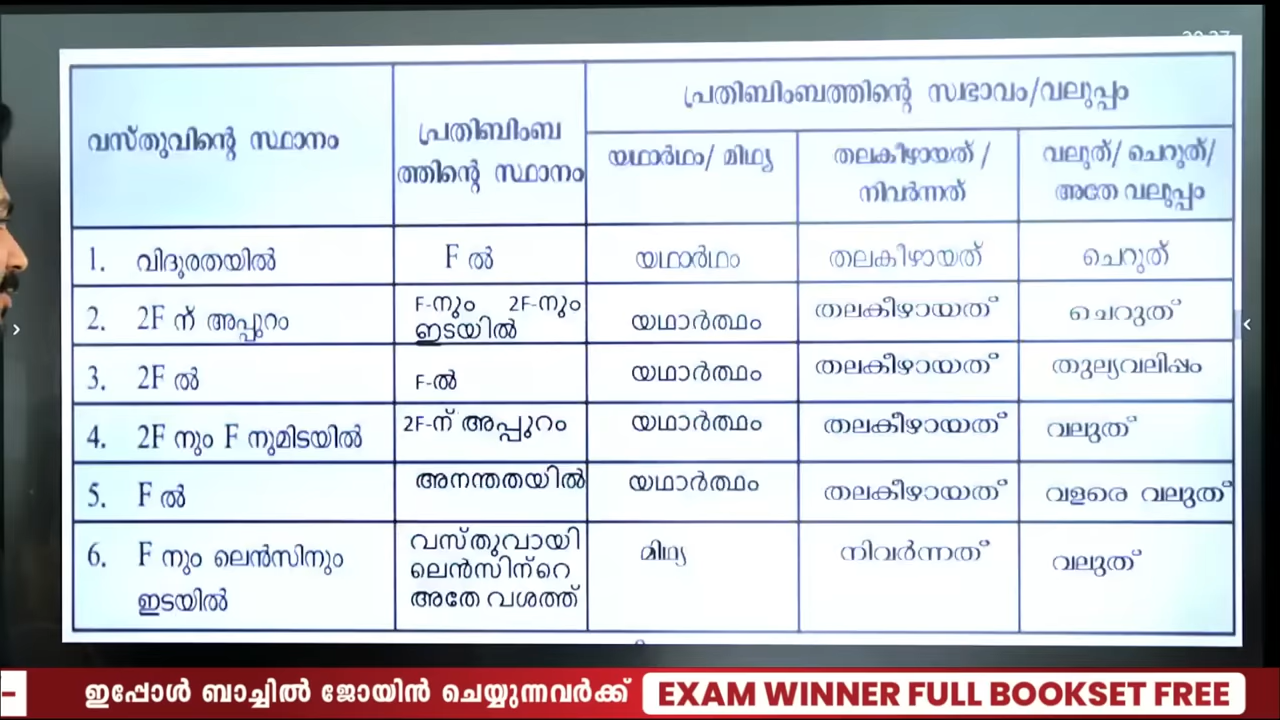 പ്രതിബിംബത്തിന്റെ സ്വഭാവം/വലുപ്പം
വസ്തുവിന്റെ സ്ഥാനം
പ്രതിബിംബ
ത്തിന്റെ സ്ഥാനം
യഥാർഥം/ മിഥ്യ
തലകീഴായത് /
നിവർന്നത്
വലുത്/ ചെറുത്/
അതേ വലുപ്പം
1. വിദൂരതയിൽ
F ൽ
യഥാർഥം
തലകീഴായത്
ചെറുത്
2. 2F ന് അപ്പുറം
F-നും 2F-നും
ഇടയിൽ
യഥാർത്ഥം
തലകീഴായത്
ചെറുത്
3. 2F ൽ
F-ൽ
യഥാർത്ഥം
തലകീഴായത്
തുല്യവലിപ്പം
4. 2F നും F നുമിടയിൽ
2F-ന് അപ്പുറം
യഥാർത്ഥം
തലകീഴായത്
വലുത്
5. F ൽ
അനന്തതയിൽ
യഥാർത്ഥം
തലകീഴായത്
വളരെ വലുത്
6. F നും ലെൻസിനും
ഇടയിൽ
വസ്തുവായി
ലെൻസിന്റെ
അതേ വശത്ത്
മിഥ്യ
നിവർന്നത്
വലുത്
ഇപ്പോൾ ബാച്ചിൽ ജോയിൻ ചെയ്യുന്നവർക്ക് EXAM WINNER FULL BOOKSET FREE